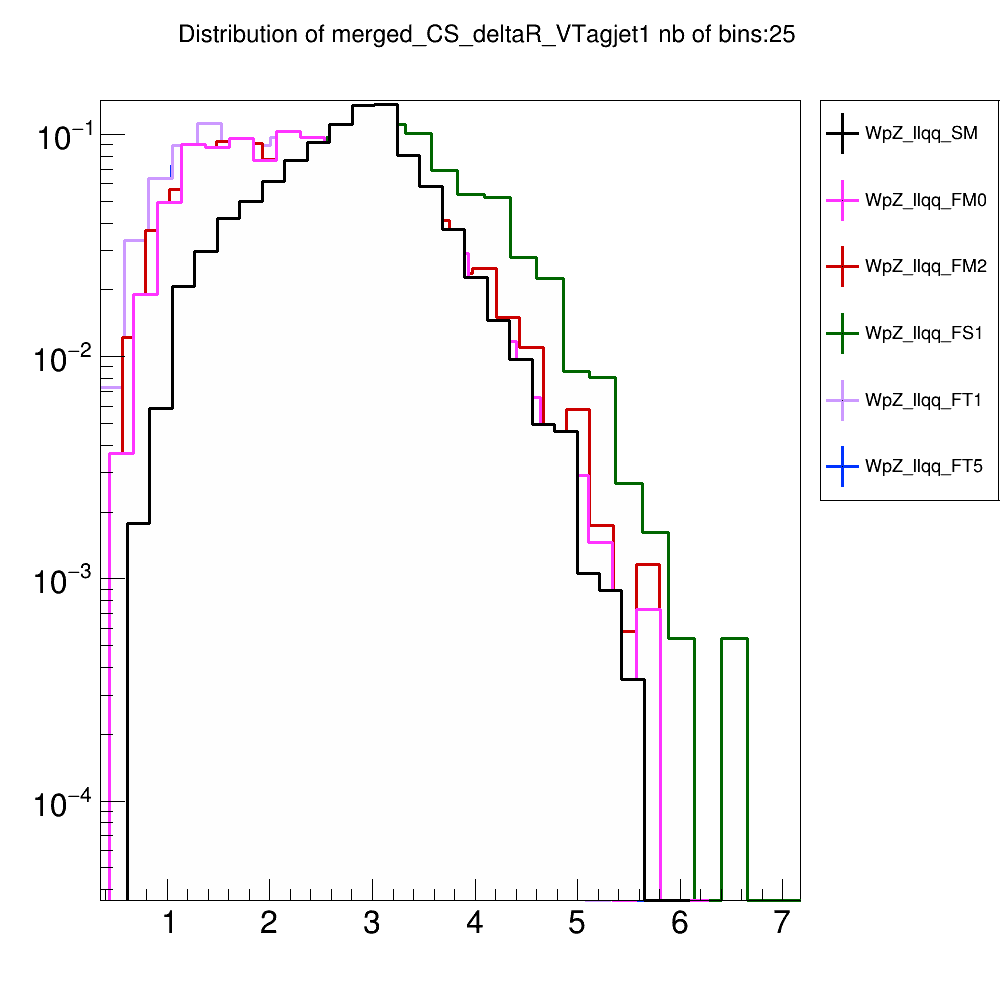 Distribution of merged_CS_deltaR_VTagjet1 nb of bins:25
10⁻¹
10⁻²
10⁻³
10⁻⁴
1 2 3 4 5 6 7
WpZ_llqq_SM
WpZ_llqq_FM0
WpZ_llqq_FM2
WpZ_llqq_FS1
WpZ_llqq_FT1
WpZ_llqq_FT5